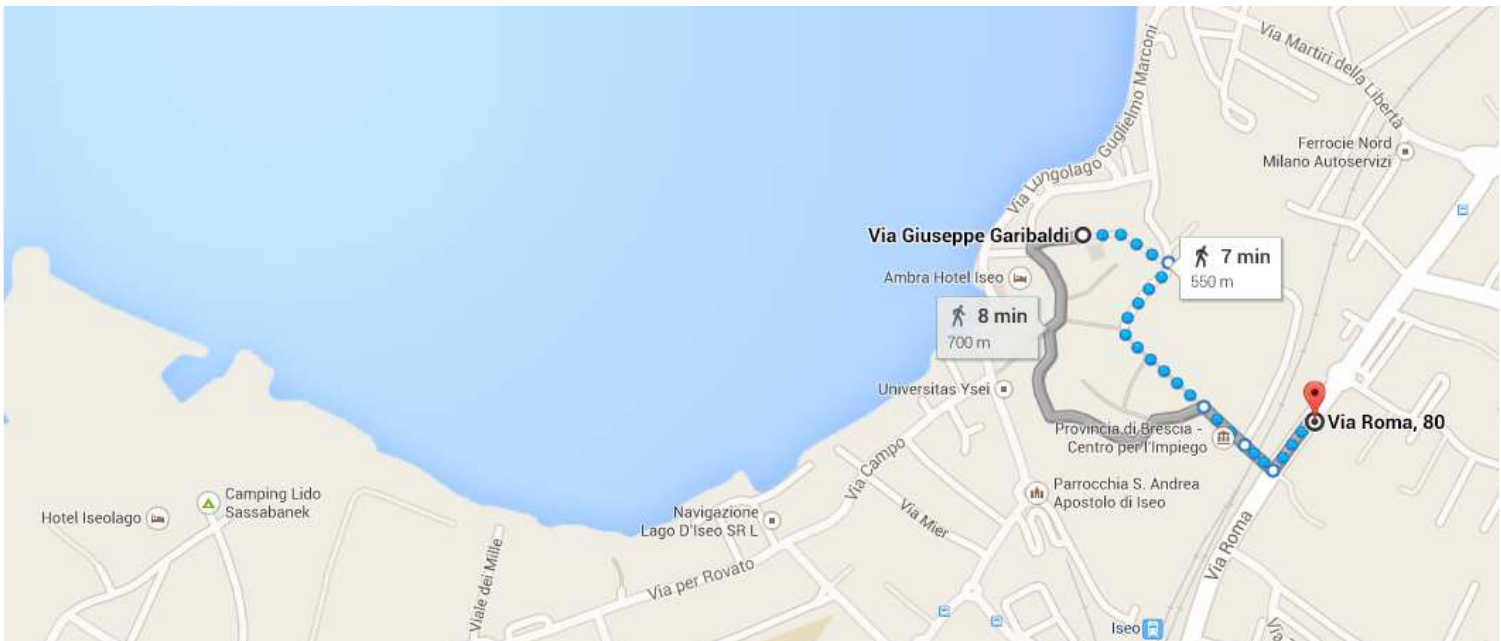 Via Martiri della Libertà
Via Lungolago Guglielmo Marconi
Ferrocie Nord
Milano Autoservizi
Via Giuseppe Garibaldi
7 min
550 m
Ambra Hotel Iseo
8 min
700 m
Universitas Ysei
Via Roma, 80
Provincia di Brescia -
Centro per l'Impiego
Via Campo
Parrocchia S. Andrea
Apostolo di Iseo
Camping Lido
Sassabanek
Hotel Iseolago
Navigazione
Lago D'Iseo SR L
Via Mier
Via Roma
Viale dei Mille
Via per Rovato
Iseo
Via